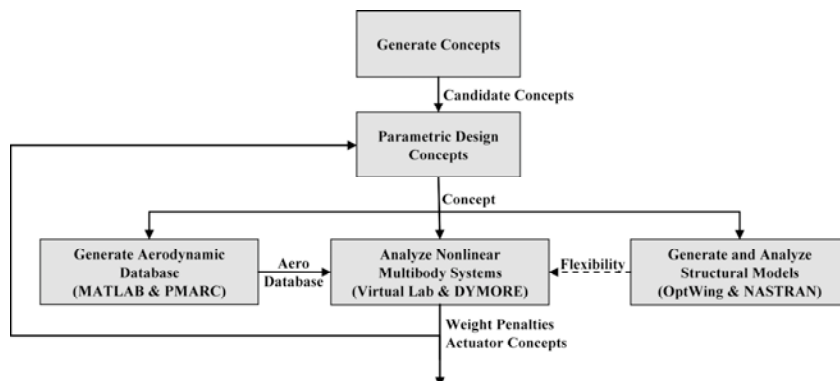 Generate Concepts
Candidate Concepts
Parametric Design
Concepts
Concept
Generate Aerodynamic
Database
(MATLAB & PMARC)
Aero
Database
Analyze Nonlinear
Multibody Systems
(Virtual Lab & DYMORE)
Flexibility
Generate and Analyze
Structural Models
(OptWing & NASTRAN)
Weight Penalties
Actuator Concepts